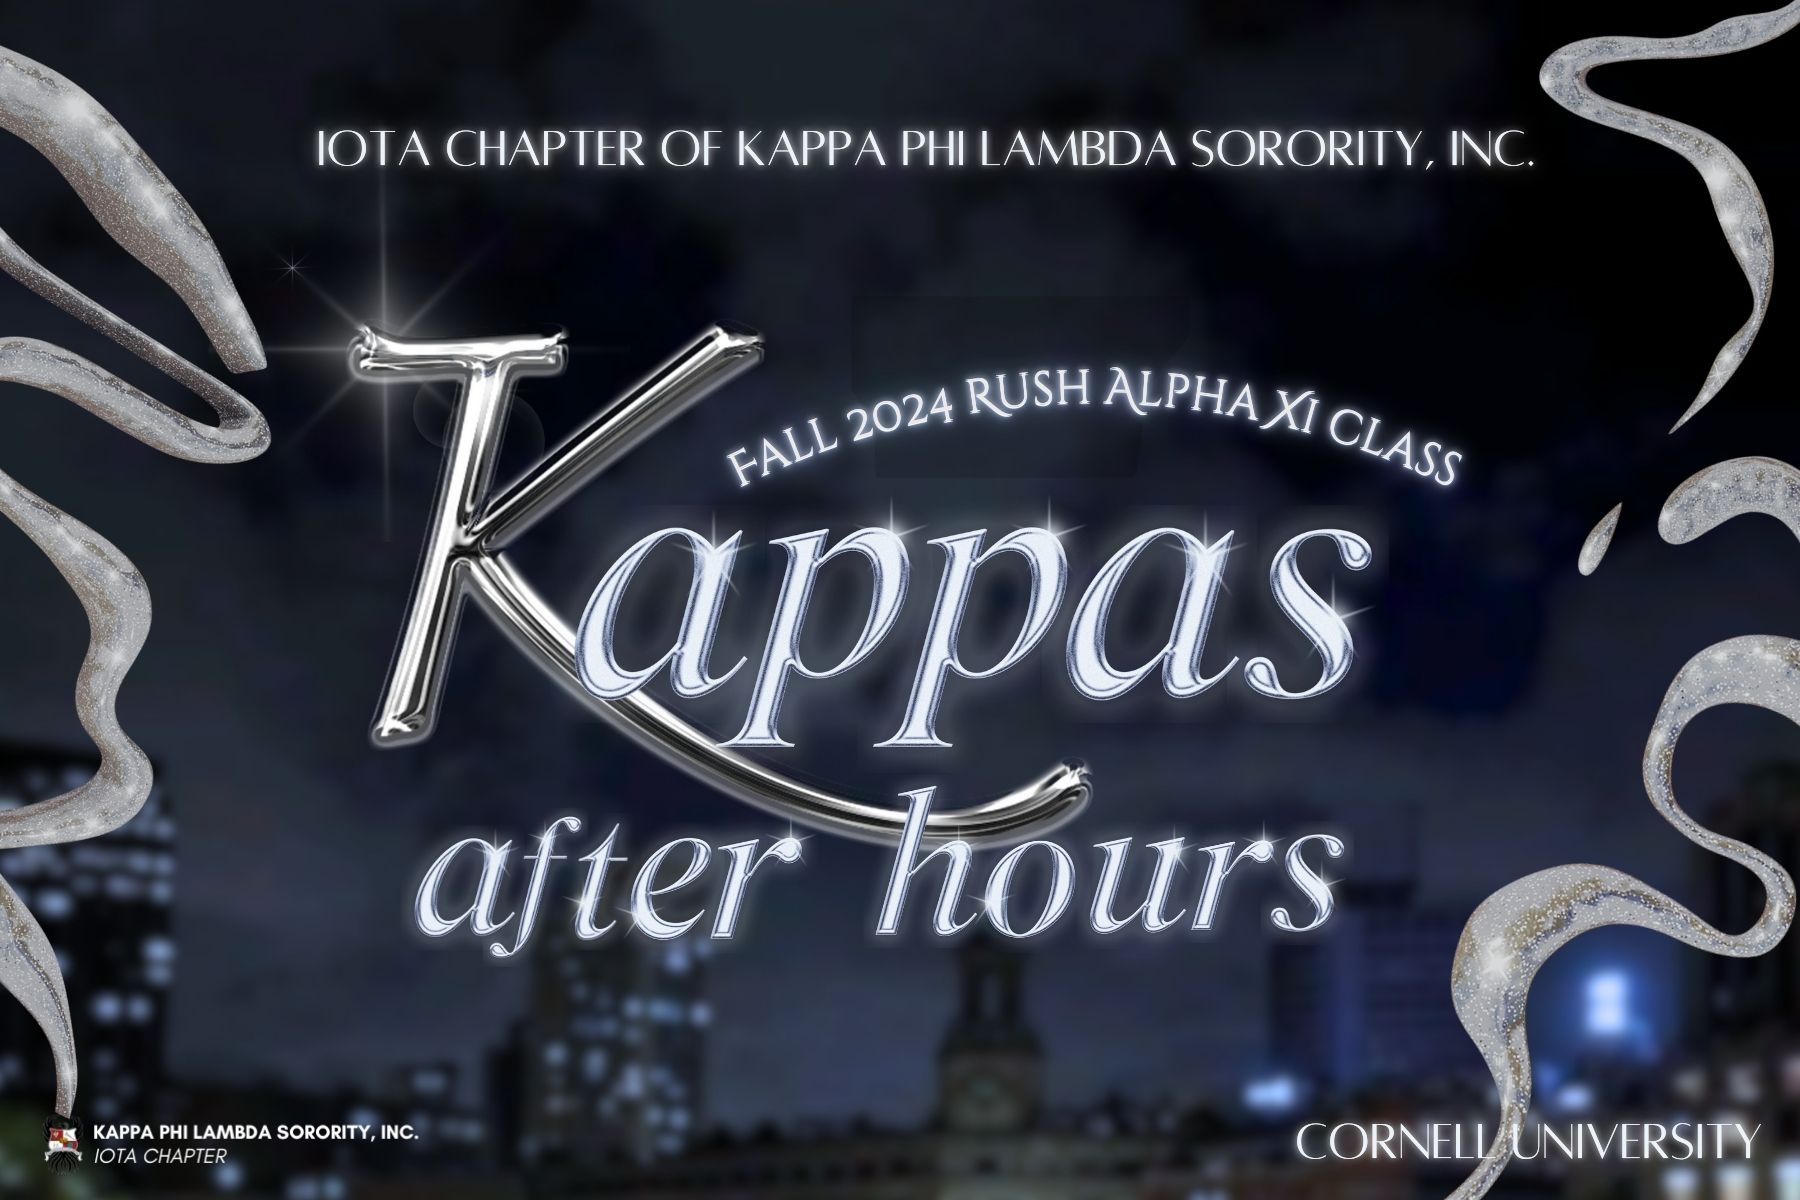 IOTA CHAPTER OF KAPPA PHI LAMBDA SORORITY, INC.
FALL 2024 RUSH ALPHA XI CLASS
Kappas
after hours
KAPPA PHI LAMBDA SORORITY, INC.
IOTA CHAPTER
CORNELL UNIVERSITY